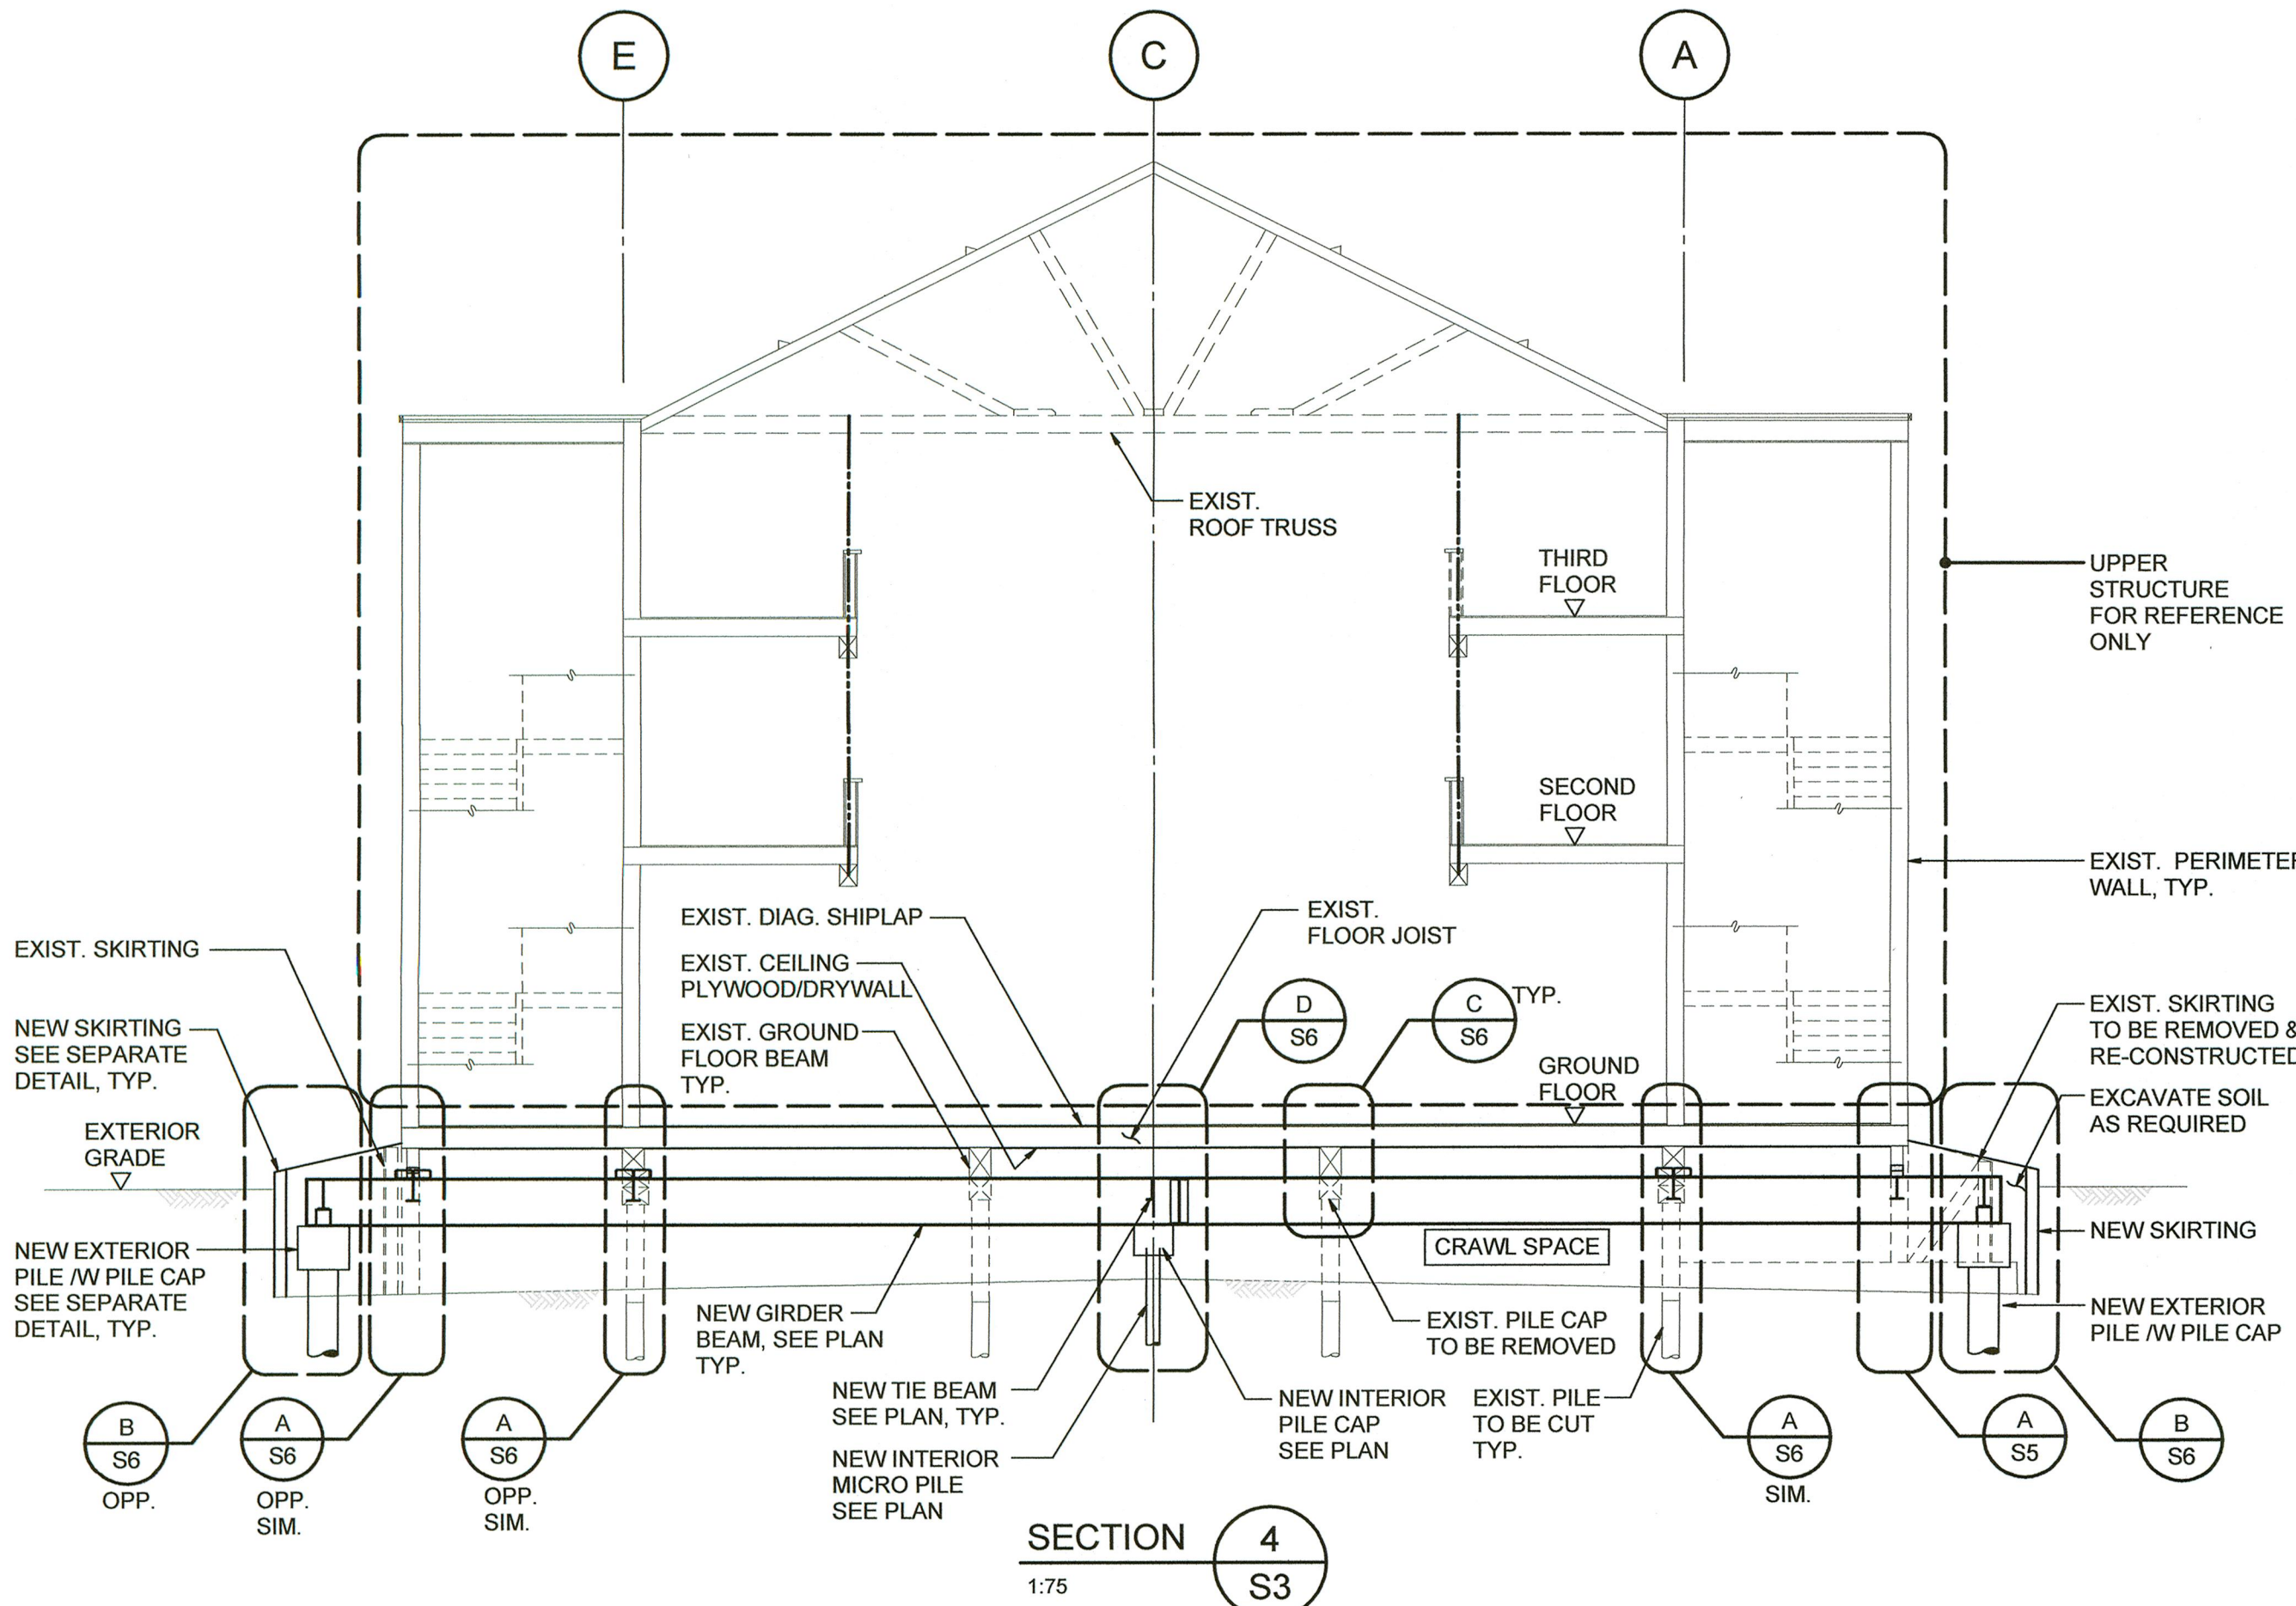 E
C
A
EXIST.
ROOF TRUSS
THIRD
FLOOR
UPPER
STRUCTURE
FOR REFERENCE
ONLY
SECOND
FLOOR
EXIST. PERIMETER
WALL, TYP.
EXIST. DIAG. SHIPLAP
EXIST.
FLOOR JOIST
EXIST. SKIRTING
EXIST. CEILING
PLYWOOD/DRYWALL
D
S6
C
S6
TYP.
EXIST. SKIRTING
TO BE REMOVED &
RE-CONSTRUCTED
NEW SKIRTING
SEE SEPARATE
DETAIL, TYP.
EXIST. GROUND
FLOOR BEAM
TYP.
GROUND
FLOOR
EXCAVATE SOIL
AS REQUIRED
EXTERIOR
GRADE
NEW EXTERIOR
PILE /W PILE CAP
SEE SEPARATE
DETAIL, TYP.
CRAWL SPACE
NEW SKIRTING
NEW GIRDER
BEAM, SEE PLAN
TYP.
EXIST. PILE CAP
TO BE REMOVED
NEW EXTERIOR
PILE /W PILE CAP
NEW TIE BEAM
SEE PLAN, TYP.
NEW INTERIOR
PILE CAP
SEE PLAN
EXIST. PILE
TO BE CUT
TYP.
NEW INTERIOR
MICRO PILE
SEE PLAN
B
S6
OPP.
A
S6
OPP.
SIM.
A
S6
OPP.
SIM.
A
S6
SIM.
A
S5
B
S6
SECTION
1:75
4
S3